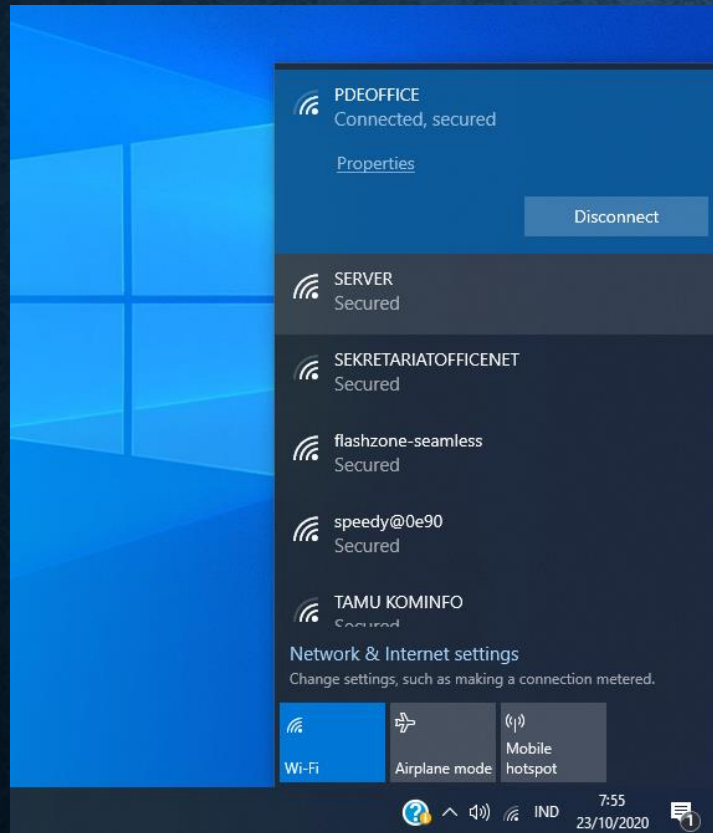 PDEOFFICE
Connected, secured
Properties
Disconnect
SERVER
Secured
SEKRETARIATOFFICENET
Secured
flashzone-seamless
Secured
speedy@0e90
Secured
TAMU KOMINFO
Secured
Network & Internet settings
Change settings, such as making a connection metered.
Wi-Fi
Airplane mode
Mobile
hotspot
IND
7:55
23/10/2020
1